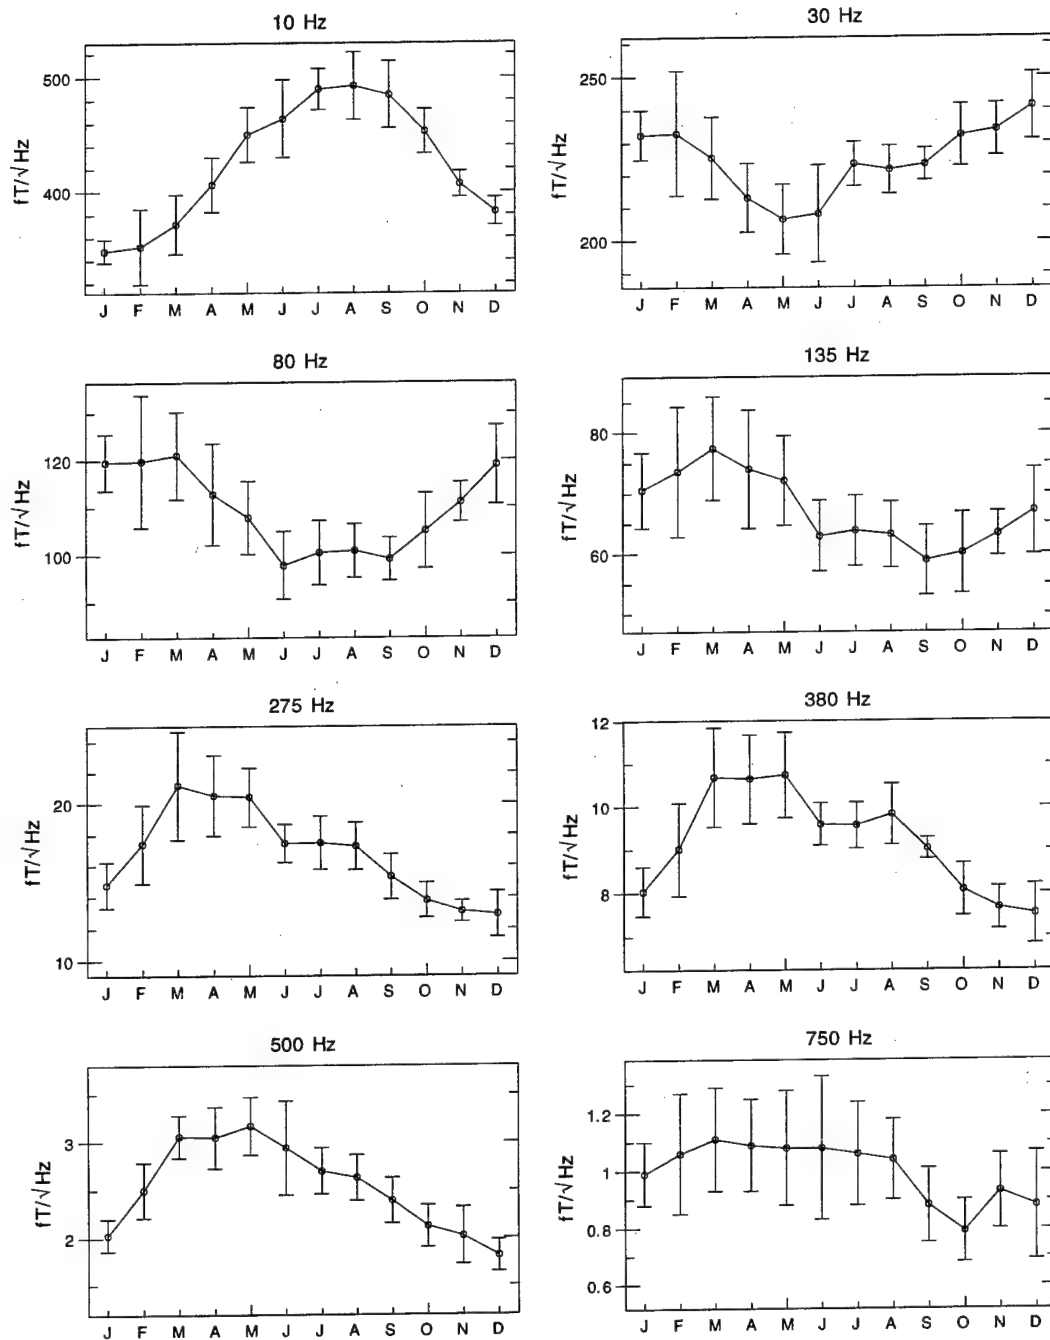 10 Hz
500
400
fT/√Hz
J F M A M J J A S O N D
30 Hz
250
200
fT/√Hz
J F M A M J J A S O N D
80 Hz
120
100
fT/√Hz
J F M A M J J A S O N D
135 Hz
80
60
fT/√Hz
J F M A M J J A S O N D
275 Hz
20
10
fT/√Hz
J F M A M J J A S O N D
380 Hz
12
10
8
fT/√Hz
J F M A M J J A S O N D
500 Hz
3
2
fT/√Hz
J F M A M J J A S O N D
750 Hz
1.2
1
0.8
0.6
fT/√Hz
J F M A M J J A S O N D